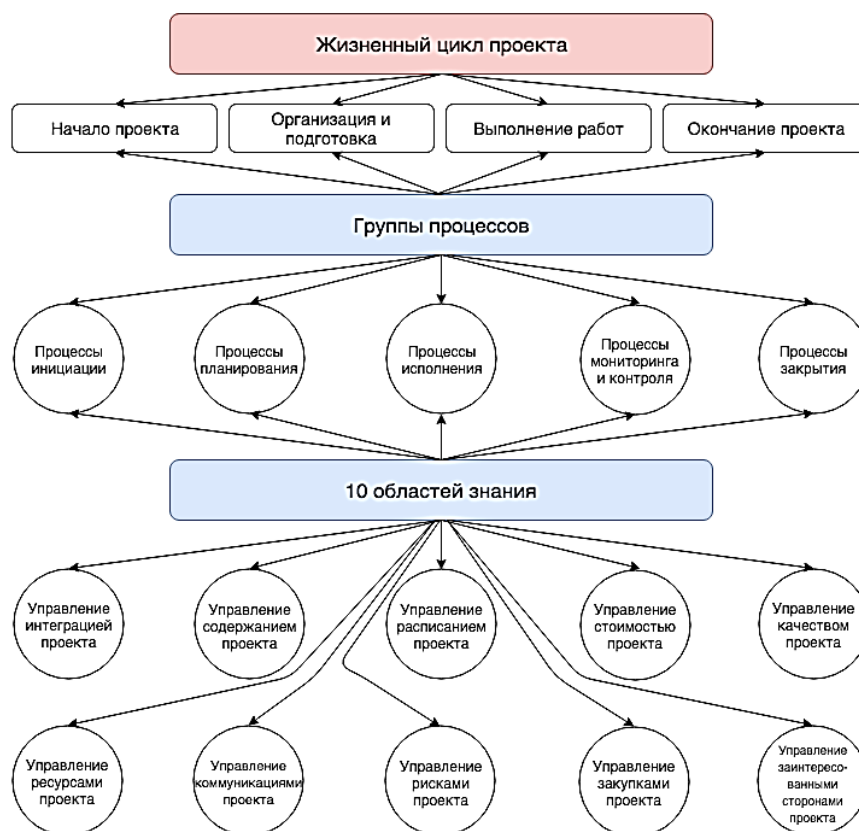 Жизненный цикл проекта
Начало проекта
Организация и
подготовка
Выполнение работ
Окончание проекта
Группы процессов
Процессы
инициации
Процессы
планирования
Процессы
исполнения
Процессы
мониторинга
и контроля
Процессы
закрытия
10 областей знания
Управление
интеграцией
проекта
Управление
содержанием
проекта
Управление
расписанием
проекта
Управление
стоимостью
проекта
Управление
качеством
проекта
Управление
ресурсами
проекта
Управление
коммуникациями
проекта
Управление
рисками
проекта
Управление
закупками
проекта
Управление
заинтересо-
ванными
сторонами
проекта